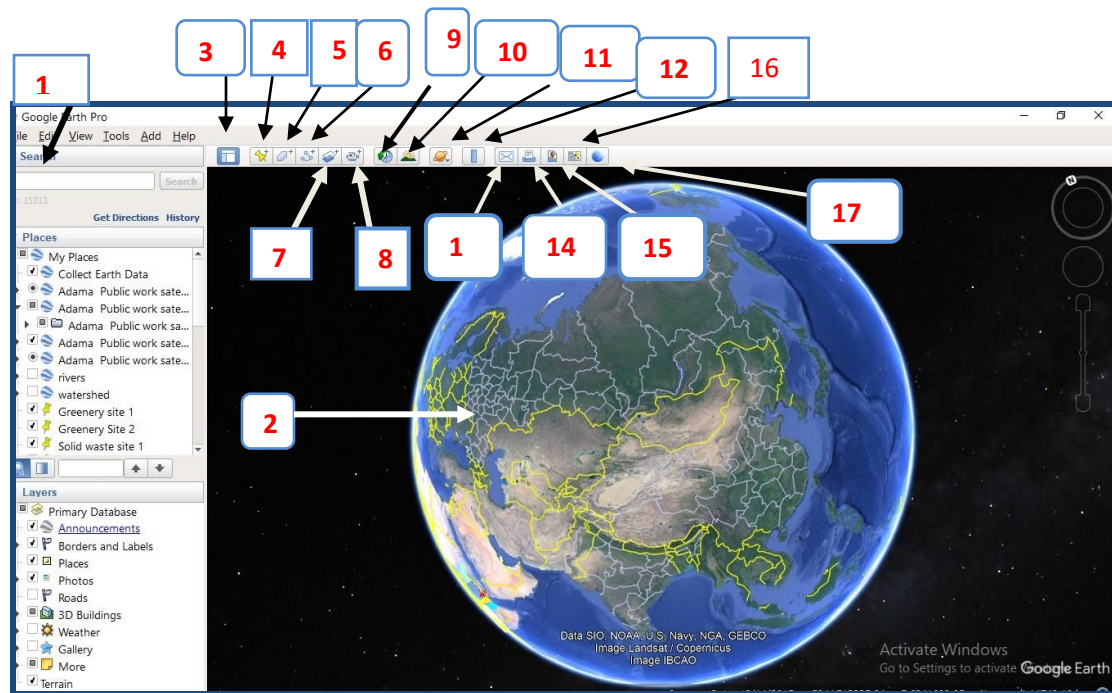 3
4
5
6
9
10
11
12
16
1
Google Earth Pro
File Edit View Tools Add Help
Search
Search
15213
Get Directions History
Places
My Places
Collect Earth Data
Adama Public work sate...
Adama Public work sate...
Adama Public work sa...
Adama Public work sate...
Adama Public work sate...
rivers
watershed
Greenery site 1
Greenery Site 2
Solid waste site 1
Layers
Primary Database
Announcements
Borders and Labels
Places
Photos
Roads
3D Buildings
Weather
Gallery
More
Terrain
7
8
1
14
15
17
2
N
Data SIO, NOAA, U.S. Navy, NGA, GEBCO
Image Landsat / Copernicus
Image IBCAO
Activate Windows
Go to Settings to activate
Google Earth